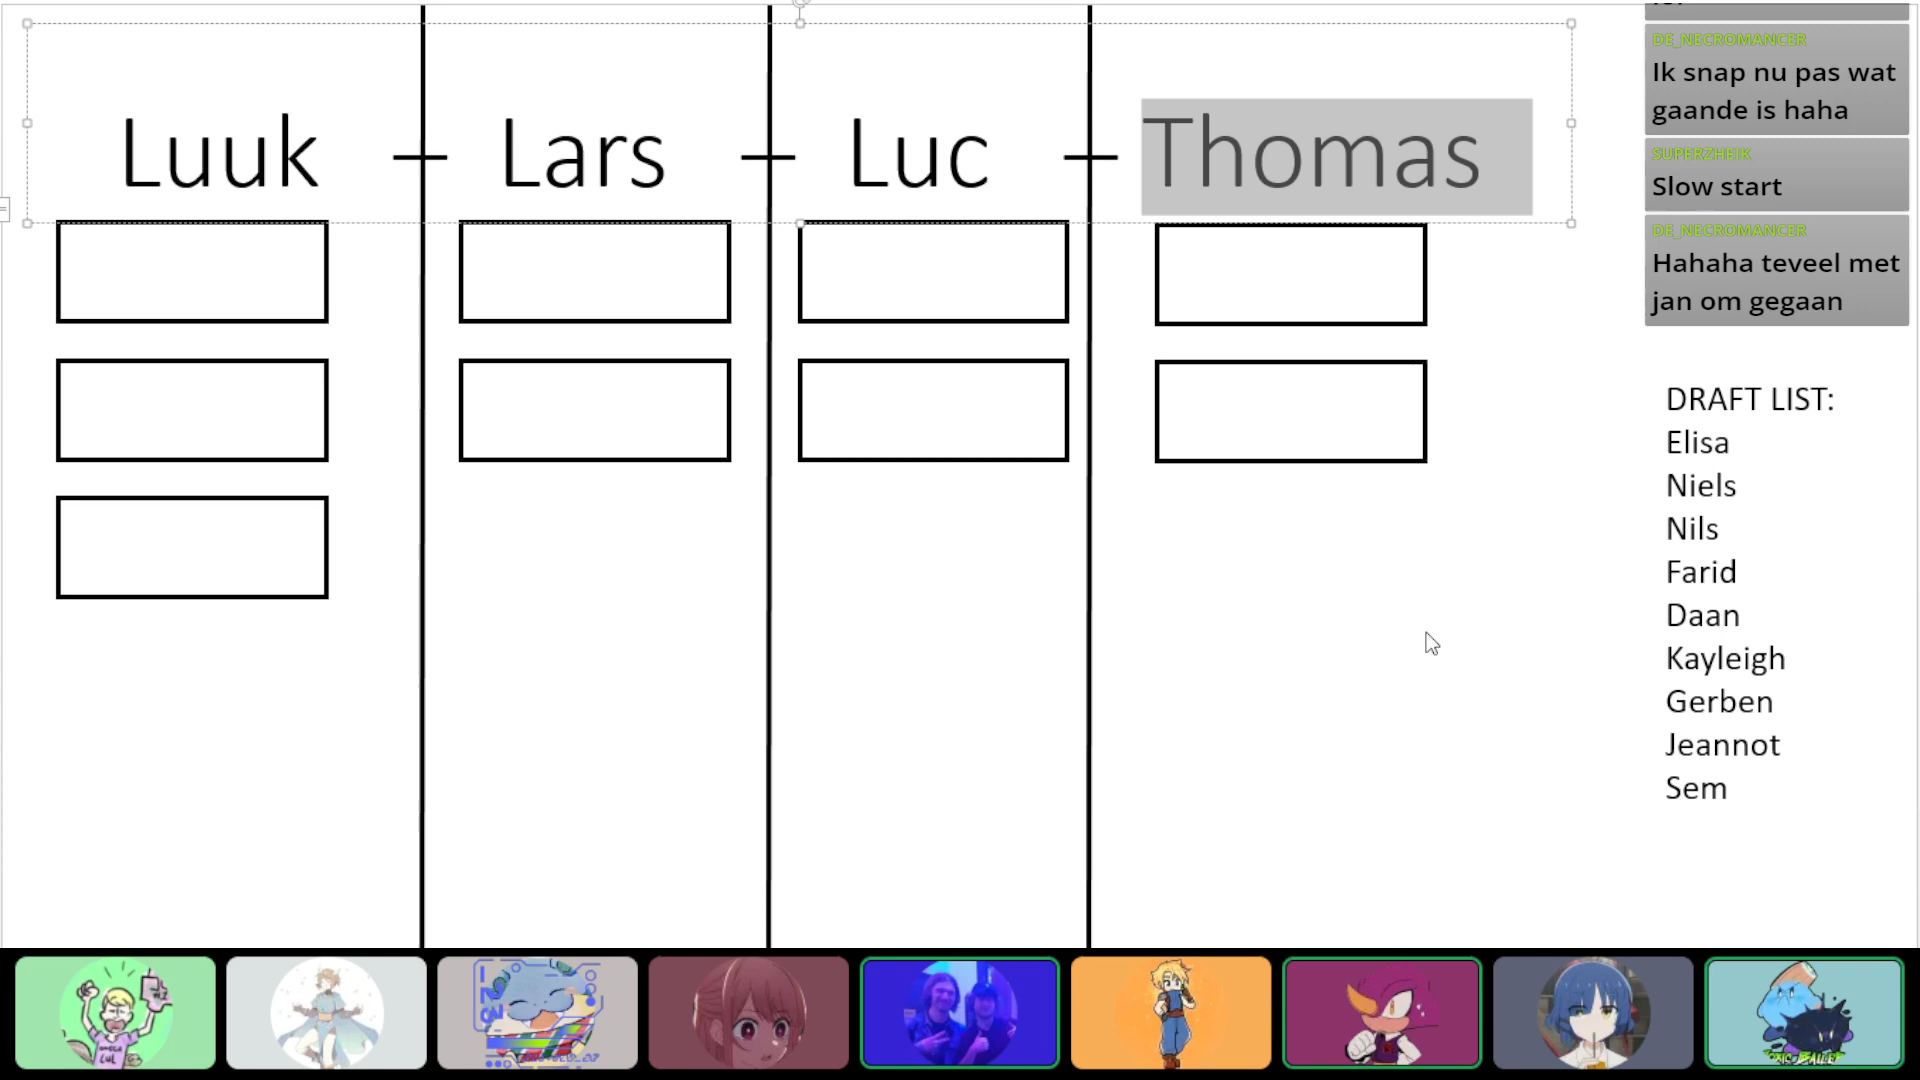 DE_NECROMANCER
Ik snap nu pas wat
gaande is haha
SUPERZHEIK
Slow start
DE_NECROMANCER
Hahaha teveel met
jan om gegaan
Luuk – Lars – Luc – Thomas
DRAFT LIST:
Elisa
Niels
Nils
Farid
Daan
Kayleigh
Gerben
Jeannot
Sem